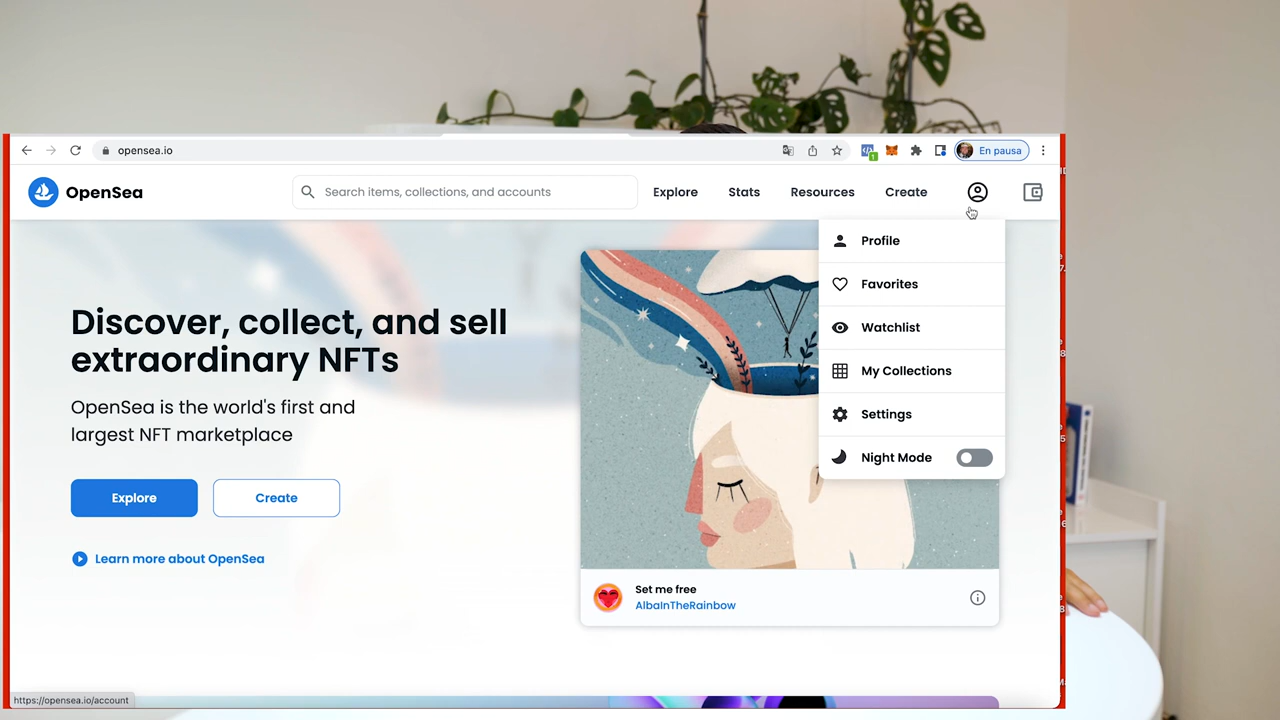 opensea.io
1
En pausa
OpenSea
Search items, collections, and accounts
Explore
Stats
Resources
Create
Profile
Favorites
Watchlist
My Collections
Settings
Night Mode
Discover, collect, and sell
extraordinary NFTs
OpenSea is the world's first and
largest NFT marketplace
Explore
Create
Learn more about OpenSea
Set me free
AlbaInTheRainbow
https://opensea.io/account